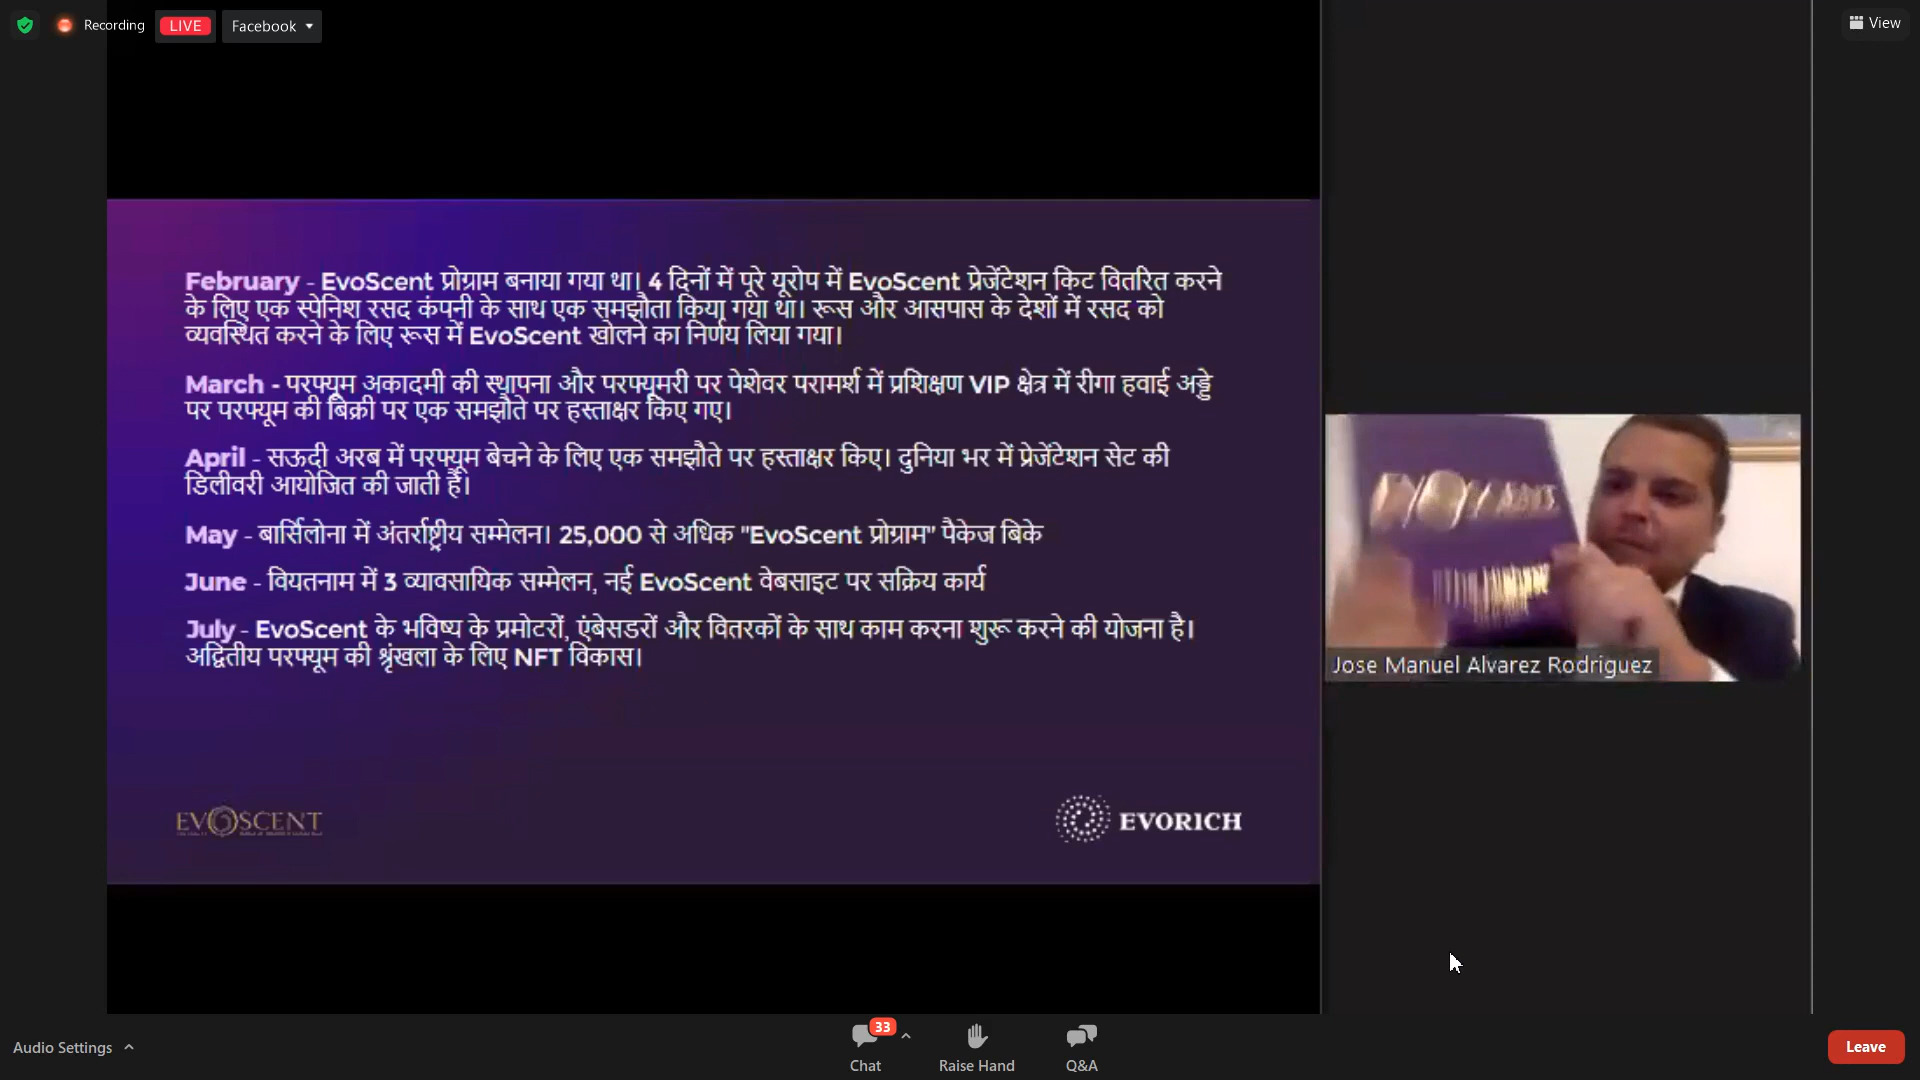 Recording
LIVE
Facebook
View
February - EvoScent प्रोग्राम बनाया गया था। 4 दिनों में पूरे यूरोप में EvoScent प्रेजेंटेशन किट वितरित करने
के लिए एक स्पेनिश रसद कंपनी के साथ एक समझौता किया गया था। रूस और आसपास के देशों में रसद को
व्यवस्थित करने के लिए रूस में EvoScent खोलने का निर्णय लिया गया।
March - परफ्यूम अकादमी की स्थापना और परफ्यूमरी पर पेशेवर परामर्श में प्रशिक्षण VIP क्षेत्र में रीगा हवाई अड्डे
पर परफ्यूम की बिक्री पर एक समझौते पर हस्ताक्षर किए गए।
April - सऊदी अरब में परफ्यूम बेचने के लिए एक समझौते पर हस्ताक्षर किए। दुनिया भर में प्रेजेंटेशन सेट की
डिलीवरी आयोजित की जाती है।
May - बार्सिलोना में अंतर्राष्ट्रीय सम्मेलन। 25,000 से अधिक "EvoScent प्रोग्राम" पैकेज बिके
June - वियतनाम में 3 व्यावसायिक सम्मेलन, नई EvoScent वेबसाइट पर सक्रिय कार्य
July - EvoScent के भविष्य के प्रमोटरों, एंबेसडरों और वितरकों के साथ काम करना शुरू करने की योजना है।
अद्वितीय परफ्यूम की श्रृंखला के लिए NFT विकास।
EVOSCENT
EVORICH
Jose Manuel Alvarez Rodriguez
Audio Settings
33
Chat
Raise Hand
Q&A
Leave